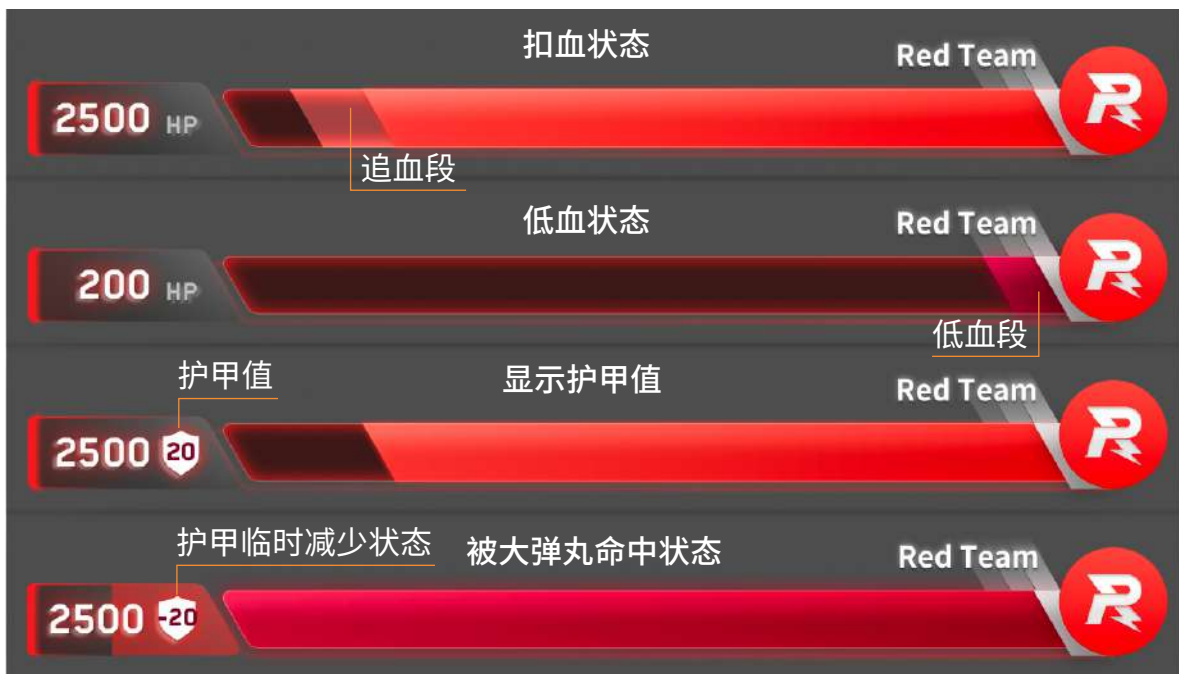 扣血状态
Red Team
2500 HP
追血段
低血状态
Red Team
200 HP
低血段
护甲值
显示护甲值
Red Team
2500 20
护甲临时减少状态
被大弹丸命中状态
Red Team
2500 -20